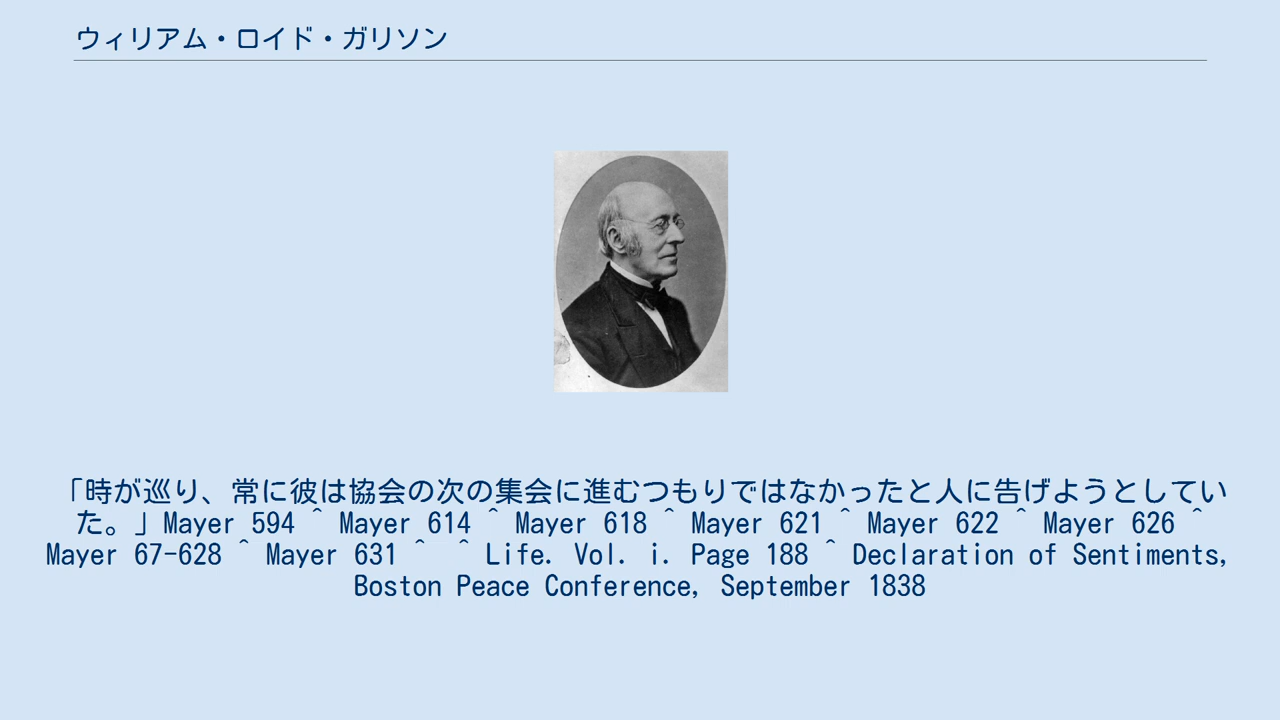 ウィリアム・ロイド・ガリソン
「時が巡り、常に彼は協会の次の集会に進むつもりではなかったと人に告げようとしてい
た。」Mayer 594 ^ Mayer 614 ^ Mayer 618 ^ Mayer 621 ^ Mayer 622 ^ Mayer 626 ^
Mayer 67-628 ^ Mayer 631 ^ ^ Life. Vol. i. Page 188 ^ Declaration of Sentiments,
Boston Peace Conference, September 1838